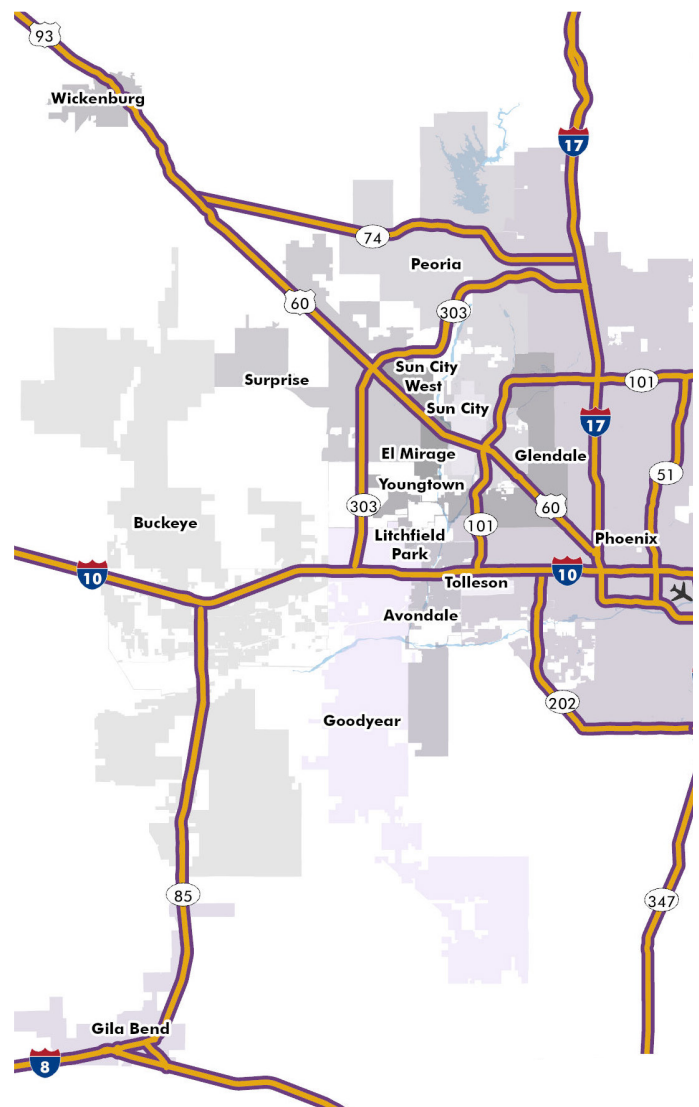 93
Wickenburg
17
74
Peoria
60
303
Sun City
West
Surprise
101
Sun City
17
El Mirage
Glendale
51
Youngtown
303
60
Buckeye
101
Litchfield
Park
Phoenix
10
10
Tolleson
Avondale
202
Goodyear
85
347
Gila Bend
8